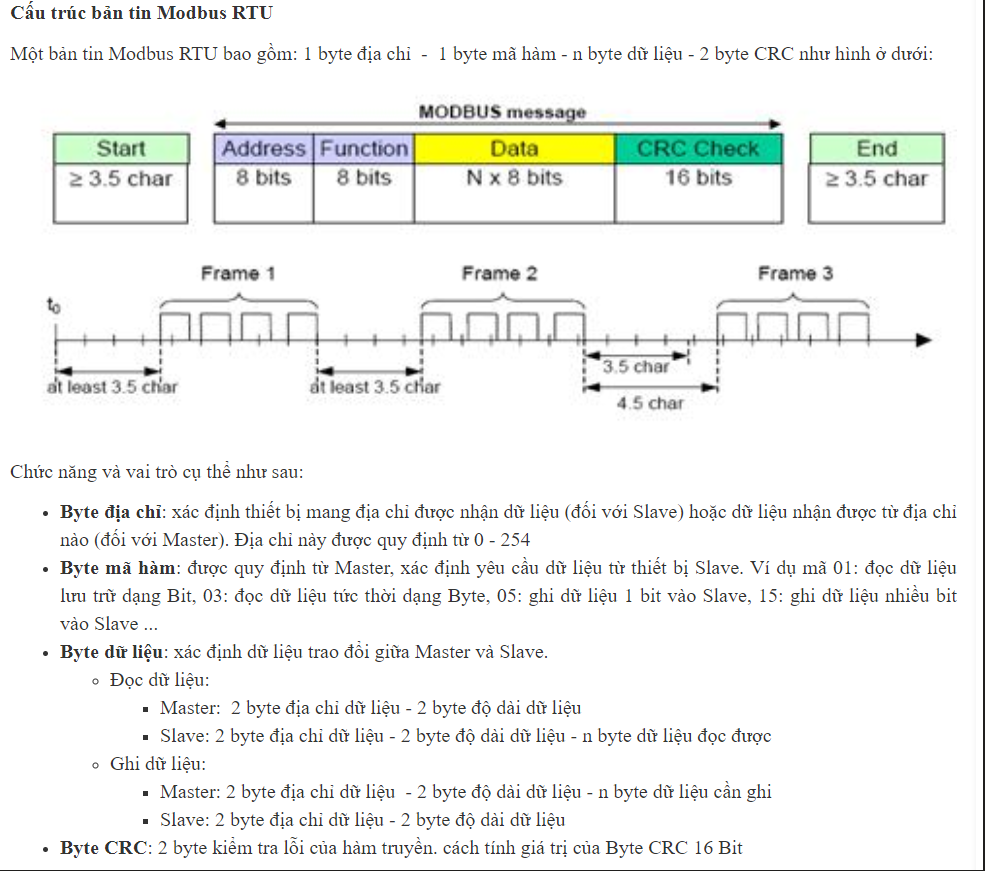 Cấu trúc bản tin Modbus RTU
Một bản tin Modbus RTU bao gồm: 1 byte địa chỉ - 1 byte mã hàm - n byte dữ liệu - 2 byte CRC như hình ở dưới:
MODBUS message
Start Address Function Data CRC Check End
≥ 3.5 char 8 bits 8 bits N x 8 bits 16 bits ≥ 3.5 char
Frame 1 Frame 2 Frame 3
t0
3.5 char
at least 3.5 char at least 3.5 char
4.5 char
Chức năng và vai trò cụ thể như sau:
• Byte địa chỉ: xác định thiết bị mang địa chỉ được nhận dữ liệu (đối với Slave) hoặc dữ liệu nhận được từ địa chỉ
nào (đối với Master). Địa chỉ này được quy định từ 0 - 254
• Byte mã hàm: được quy định từ Master, xác định yêu cầu dữ liệu từ thiết bị Slave. Ví dụ mã 01: đọc dữ liệu
lưu trữ dạng Bit, 03: đọc dữ liệu tức thời dạng Byte, 05: ghi dữ liệu 1 bit vào Slave, 15: ghi dữ liệu nhiều bit
vào Slave ...
• Byte dữ liệu: xác định dữ liệu trao đổi giữa Master và Slave.
◦ Đọc dữ liệu:
▪ Master: 2 byte địa chỉ dữ liệu - 2 byte độ dài dữ liệu
▪ Slave: 2 byte địa chỉ dữ liệu - 2 byte độ dài dữ liệu - n byte dữ liệu đọc được
◦ Ghi dữ liệu:
▪ Master: 2 byte địa chỉ dữ liệu - 2 byte độ dài dữ liệu - n byte dữ liệu cần ghi
▪ Slave: 2 byte địa chỉ dữ liệu - 2 byte độ dài dữ liệu
• Byte CRC: 2 byte kiểm tra lỗi của hàm truyền. cách tính giá trị của Byte CRC 16 Bit